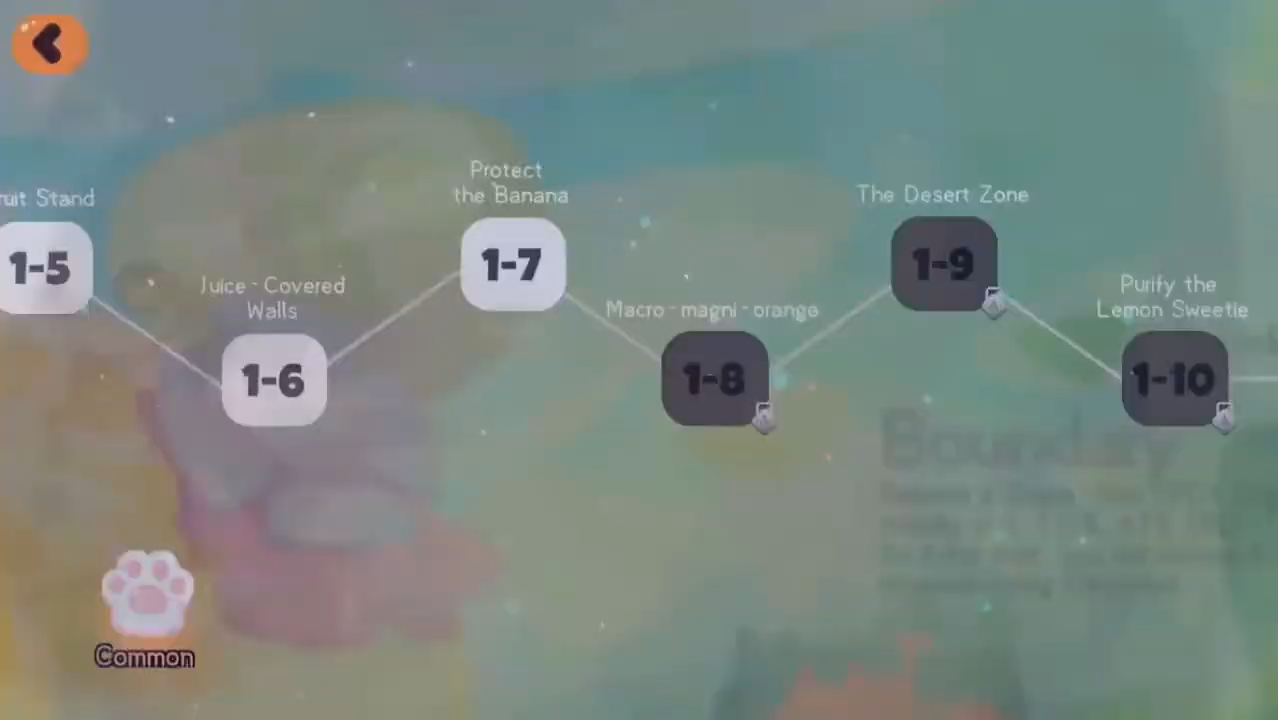 ruit Stand
1-5
Juice - Covered
Walls
1-6
Protect
the Banana
1-7
Macro - magni - orange
1-8
The Desert Zone
1-9
Purify the
Lemon Sweetie
1-10
Boundary
Common